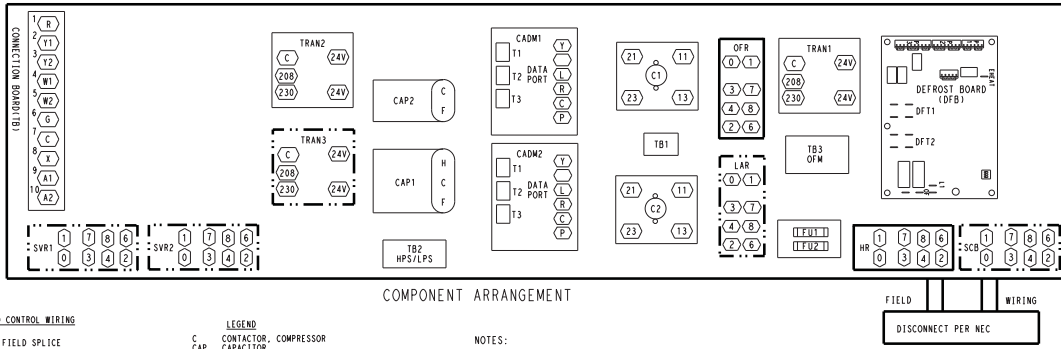 CONNECTION BOARD(TB)
1 R
2 Y1
3 Y2
4 W1
5 W2
6 G
7 C
8 X
9 A1
10 A2
TRAN2
C 24V
208
230 24V
TRAN3
C 24V
208
230 24V
CAP2
C
F
CAP1
H
C
F
TB2
HPS/LPS
CADM1
T1
T2
T3
DATA
PORT
Y
L
R
C
P
CADM2
T1
T2
T3
DATA
PORT
Y
L
R
C
P
21 11
C1
23 13
TB1
21 11
C2
23 13
OFR
0 1
3 7
4 8
2 6
LAR
0 1
3 7
4 8
2 6
TRAN1
C 24V
208
230 24V
TB3
OFM
FU1
FU2
EHEAT
DEFROST BOARD
(DFB)
DFT1
DFT2
SVR1
1 7 8 6
0 3 4 2
SVR2
1 7 8 6
0 3 4 2
HR
1 7 8 6
0 3 4 2
SCB
1 7 8 6
0 3 4 2
COMPONENT ARRANGEMENT
FIELD WIRING
DISCONNECT PER NEC
CONTROL WIRING
FIELD SPLICE
LEGEND
C CONTACTOR, COMPRESSOR
CAP CAPACITOR
NOTES: